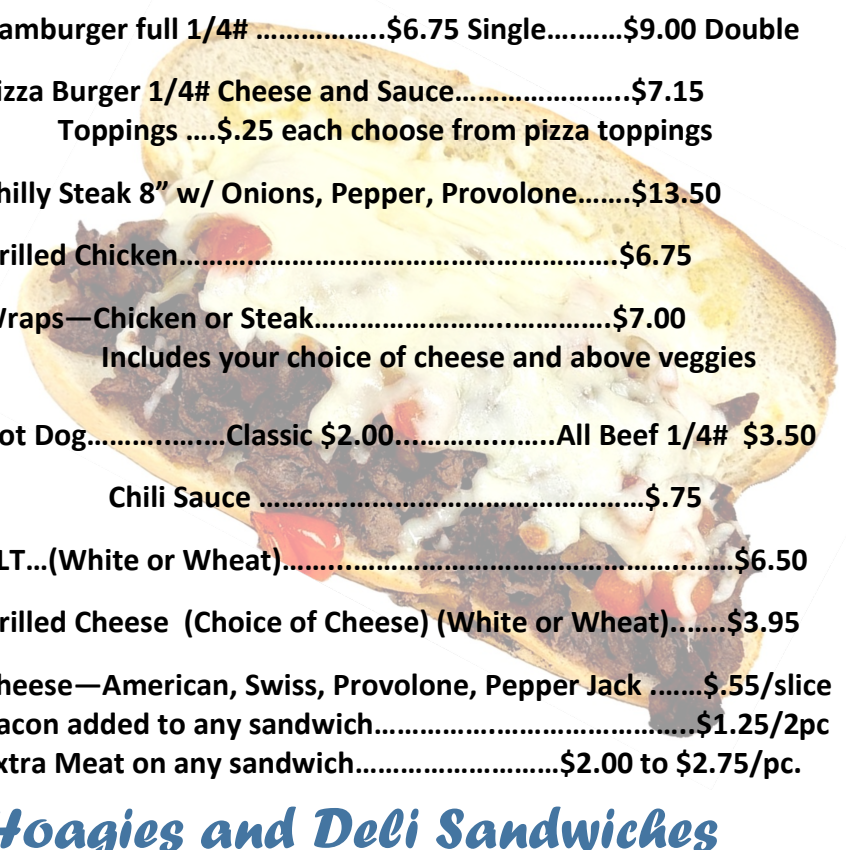 amburger full 1/4# ……………..$6.75 Single….……$9.00 Double
izza Burger 1/4# Cheese and Sauce…………………..$7.15
Toppings ….$.25 each choose from pizza toppings
hilly Steak 8” w/ Onions, Pepper, Provolone…….$13.50
rilled Chicken……………………………………………….$6.75
Wraps—Chicken or Steak…………………..………….$7.00
Includes your choice of cheese and above veggies
ot Dog……………….Classic $2.00……………….All Beef 1/4#  $3.50
Chili Sauce …………………………………………$.75
LT…(White or Wheat)……..…………………………………..……$6.50
rilled Cheese  (Choice of Cheese) (White or Wheat)…….$3.95
heese—American, Swiss, Provolone, Pepper Jack …….$.55/slice
acon added to any sandwich………….……………………..$1.25/2pc
xtra Meat on any sandwich……………………$2.00 to $2.75/pc.
Hoagies and Deli Sandwiches